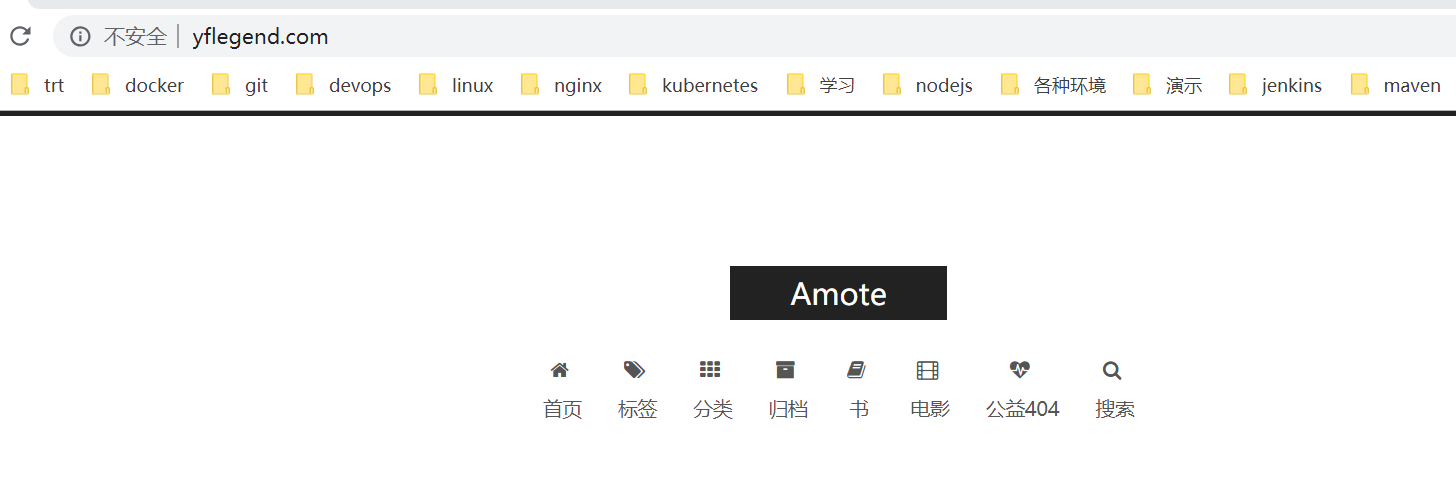 不安全 yflegend.com
trt docker git devops linux nginx kubernetes 学习 nodejs 各种环境 演示 jenkins maven
Amote
首页 标签 分类 归档 书 电影 公益404 搜索